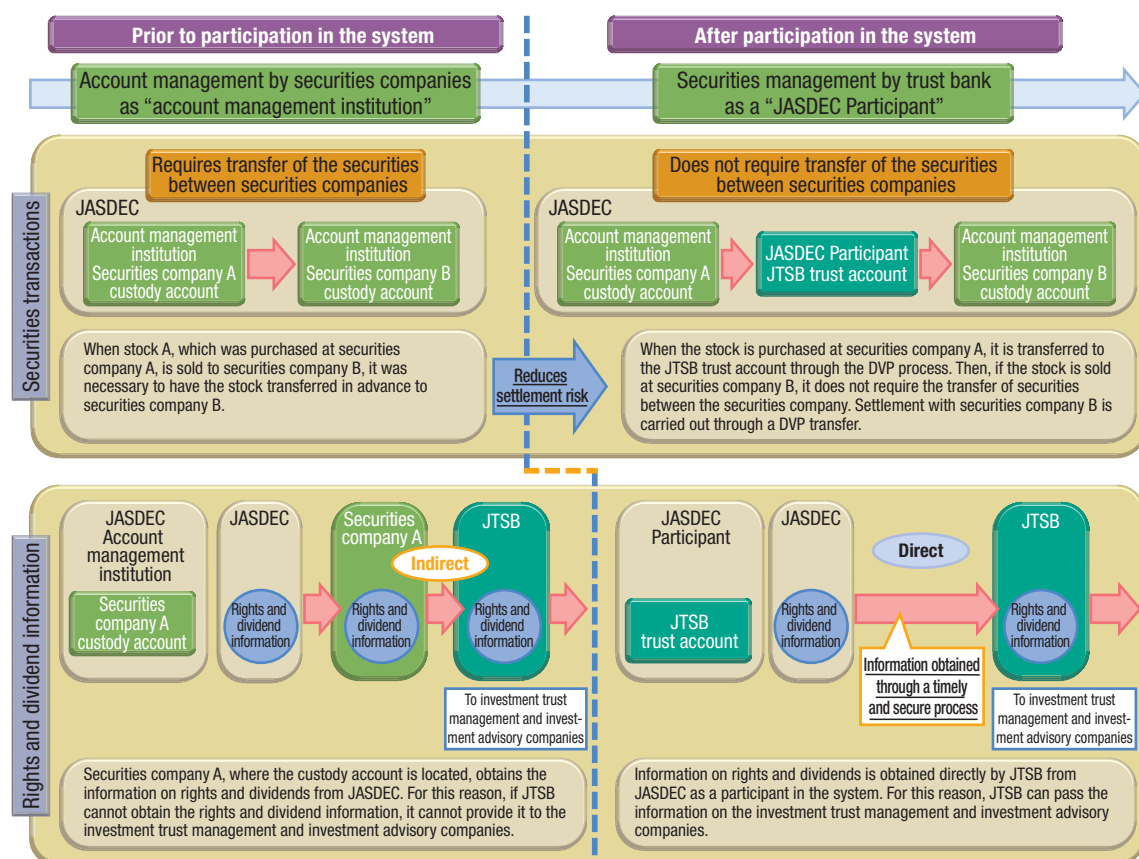 Prior to participation in the system
After participation in the system
Account management by securities companies
as “account management institution”
Securities management by trust bank
as a “JASDEC Participant”
Securities transactions
Requires transfer of the securities
between securities companies
JASDEC
Account management
institution
Securities company A
custody account
Account management
institution
Securities company B
custody account
When stock A, which was purchased at securities
company A, is sold to securities company B, it was
necessary to have the stock transferred in advance to
securities company B.
Reduces
settlement risk
Does not require transfer of the securities
between securities companies
JASDEC
Account management
institution
Securities company A
custody account
JASDEC Participant
JTSB trust account
Account management
institution
Securities company B
custody account
When the stock is purchased at securities company A, it is transferred to
the JTSB trust account through the DVP process. Then, if the stock is sold
at securities company B, it does not require the transfer of securities
between the securities company. Settlement with securities company B is
carried out through a DVP transfer.
Rights and dividend information
JASDEC
Account
management
institution
Securities
company A
custody account
JASDEC
Rights and
dividend
information
Securities
company A
Indirect
Rights and
dividend
information
JTSB
Rights and
dividend
information
To investment trust
management and invest-
ment advisory companies
Securities company A, where the custody account is located, obtains the
information on rights and dividends from JASDEC. For this reason, if JTSB
cannot obtain the rights and dividend information, it cannot provide it to the
investment trust management and investment advisory companies.
JASDEC
Participant
JTSB
trust account
JASDEC
Rights and
dividend
information
Direct
Information obtained
through a timely
and secure process
JTSB
Rights and
dividend
information
To investment trust
management and invest-
ment advisory companies
Information on rights and dividends is obtained directly by JTSB from
JASDEC as a participant in the system. For this reason, JTSB can pass the
information on the investment trust management and investment advisory
companies.